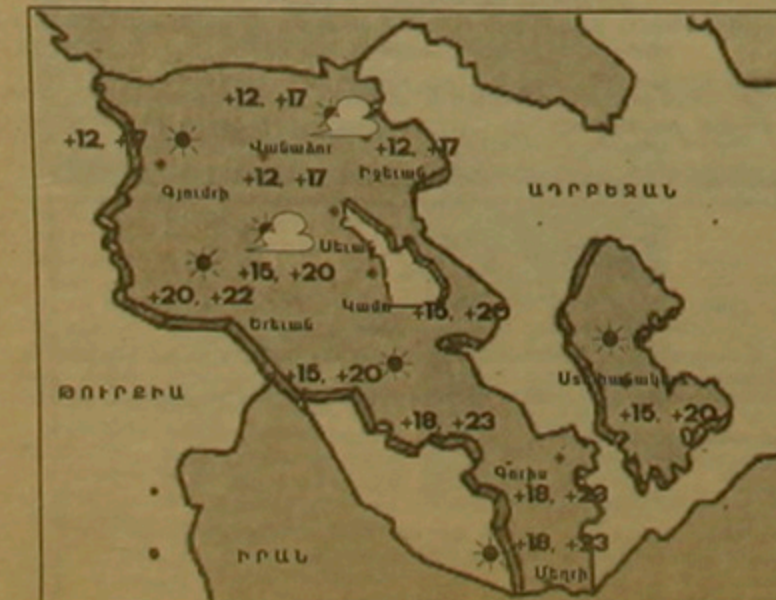 +12, +17
+12, +17
Վանաձոր
+12, +17
+12, +17
Իջեւան
Գյումրի
ԱԴՐԲԵՋԱՆ
Սեւան
+15, +20
+20, +22
Կամո
+15, +20
Երեւան
+15, +20
ԹՈՒՐՔԻԱ
Ստեփանակերտ
+15, +20
+18, +23
Գորիս
+18, +23
+18, +23
ԻՐԱՆ
Մեղրի